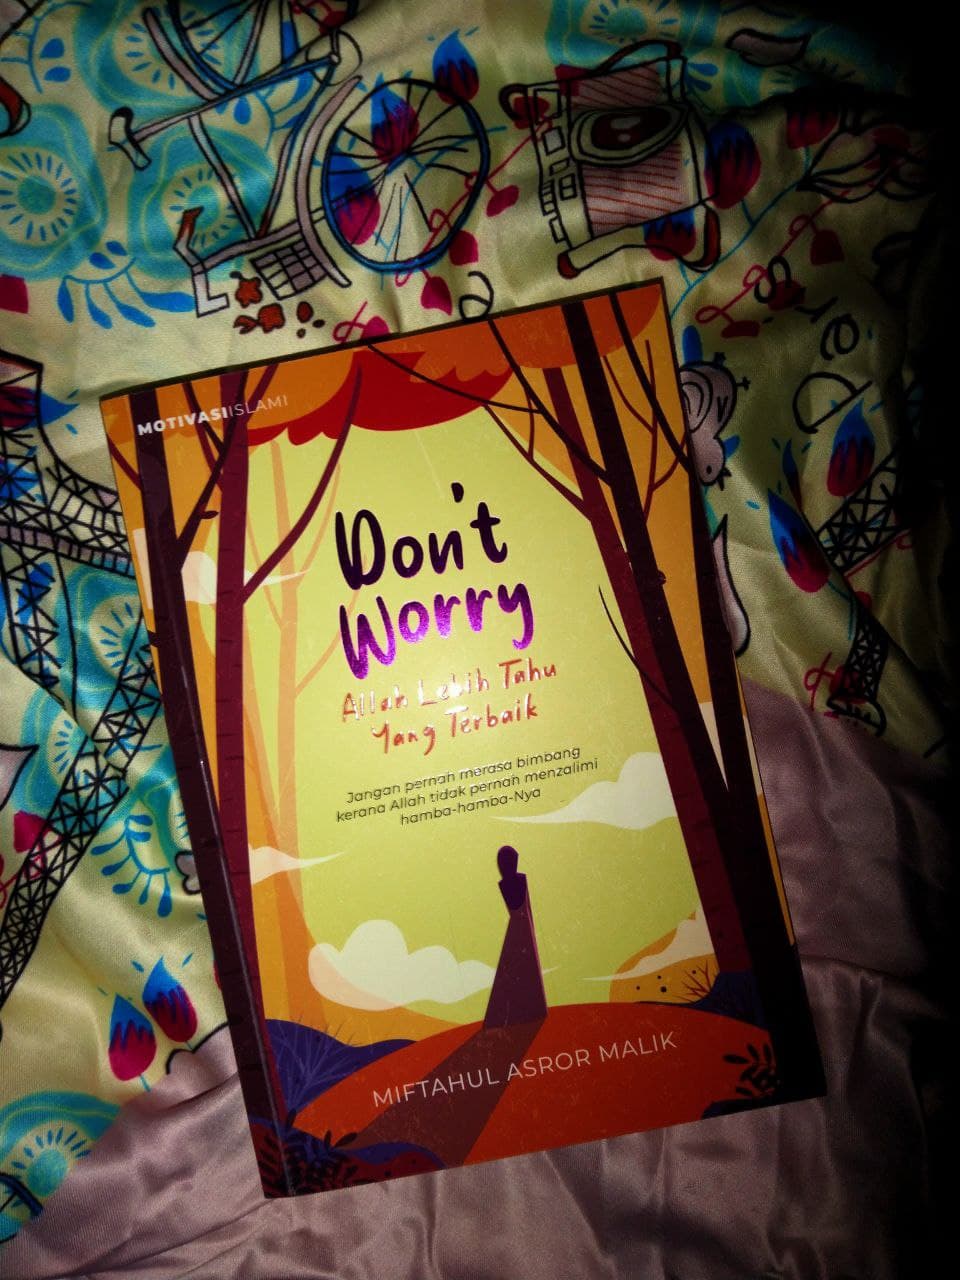 MOTIVASIISLAMI
Don't
Worry
Allah Lebih Tahu
Yang Terbaik
Jangan pernah merasa bimbang
kerana Allah tidak pernah menzalimi
hamba-hamba-Nya
MIFTAHUL ASROR MALIK